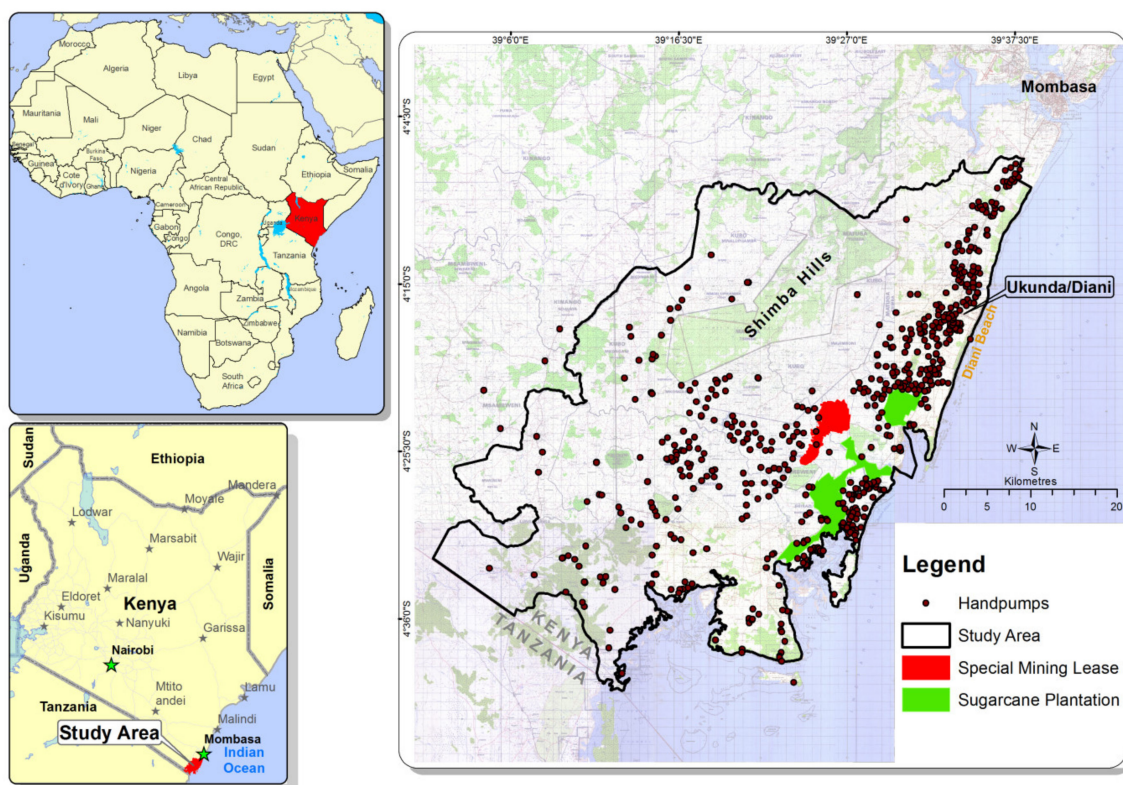 Morocco
Algeria
Libya
Egypt
Mauritania
Mali
Niger
Chad
Sudan
Senegal
Burkina
Faso
Guinea
Cote
d'Ivory
Ghana
Nigeria
Central
African Republic
Ethiopia
Somalia
Cameroon
Gabon
Congo
Congo,
DRC
Uganda
Kenya
Tanzania
Angola
Zambia
Mozambique
Zimbabwe
Namibia
Botswana
South
Africa
Sudan
Ethiopia
Mandera
Moyale
Lodwar
Uganda
Marsabit
Wajir
Somalia
Maralal
Eldoret
Kenya
Kisumu
Nanyuki
Garissa
Nairobi
Mtito
andei
Lamu
Tanzania
Malindi
Study Area
Mombasa
Indian
Ocean
39°6'0"E
39°16'30"E
39°27'0"E
39°37'30"E
4°4'30"S
4°15'0"S
4°25'30"S
4°36'0"S
Mombasa
Shimba Hills
Ukunda/Diani
Diani Beach
KENYA
TANZANIA
N
W E
S
Kilometres
0 5 10 20
Legend
Handpumps
Study Area
Special Mining Lease
Sugarcane Plantation